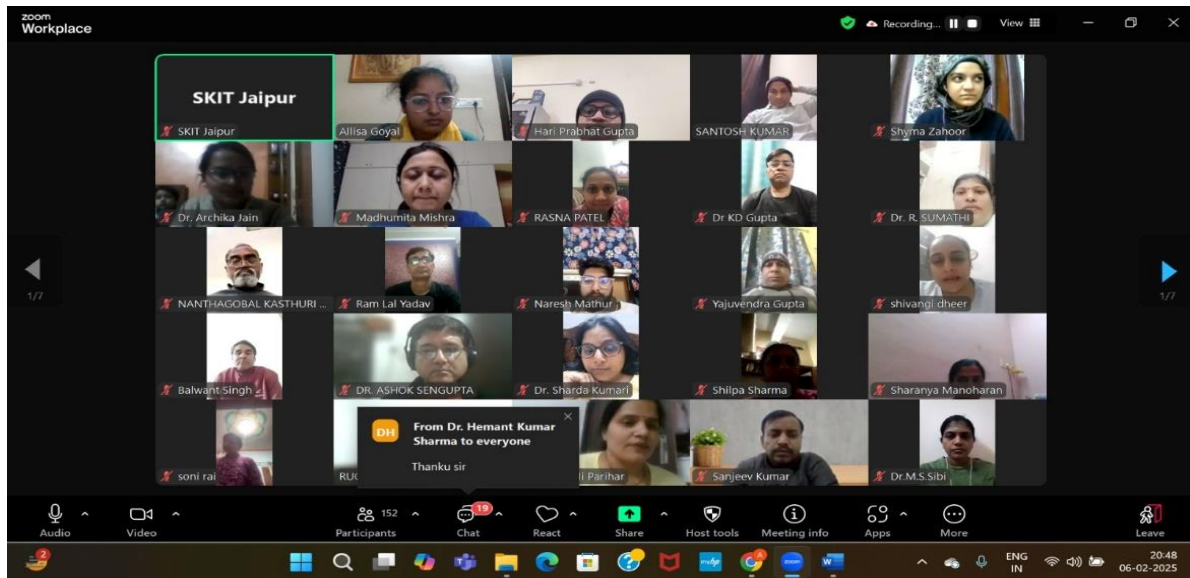 zoom
Workplace
Recording...
View
SKIT Jaipur
SKIT Jaipur
Allisa Goyal
Hari Prabhat Gupta
SANTOSH KUMAR
Shyma Zahoor
Dr. Archika Jain
Madhumita Mishra
RASNA PATEL
Dr KD Gupta
Dr. R. SUMATHI
NANTHAGOBAL KASTHURI ...
Ram Lal Yadav
Naresh Mathur
Yajuvendra Gupta
shivangi dheer
1/7
1/7
Balwant Singh
DR. ASHOK SENGUPTA
Dr. Sharda Kumari
Shilpa Sharma
Sharanya Manoharan
DH
From Dr. Hemant Kumar
Sharma to everyone
Thanku sir
soni rai
Parihar
Sanjeev Kumar
Dr.M.S.Sibi
Audio
Video
Participants
152
Chat
19
React
Share
Host tools
Meeting info
Apps
More
Leave
2
ENG
IN
20:48
06-02-2025